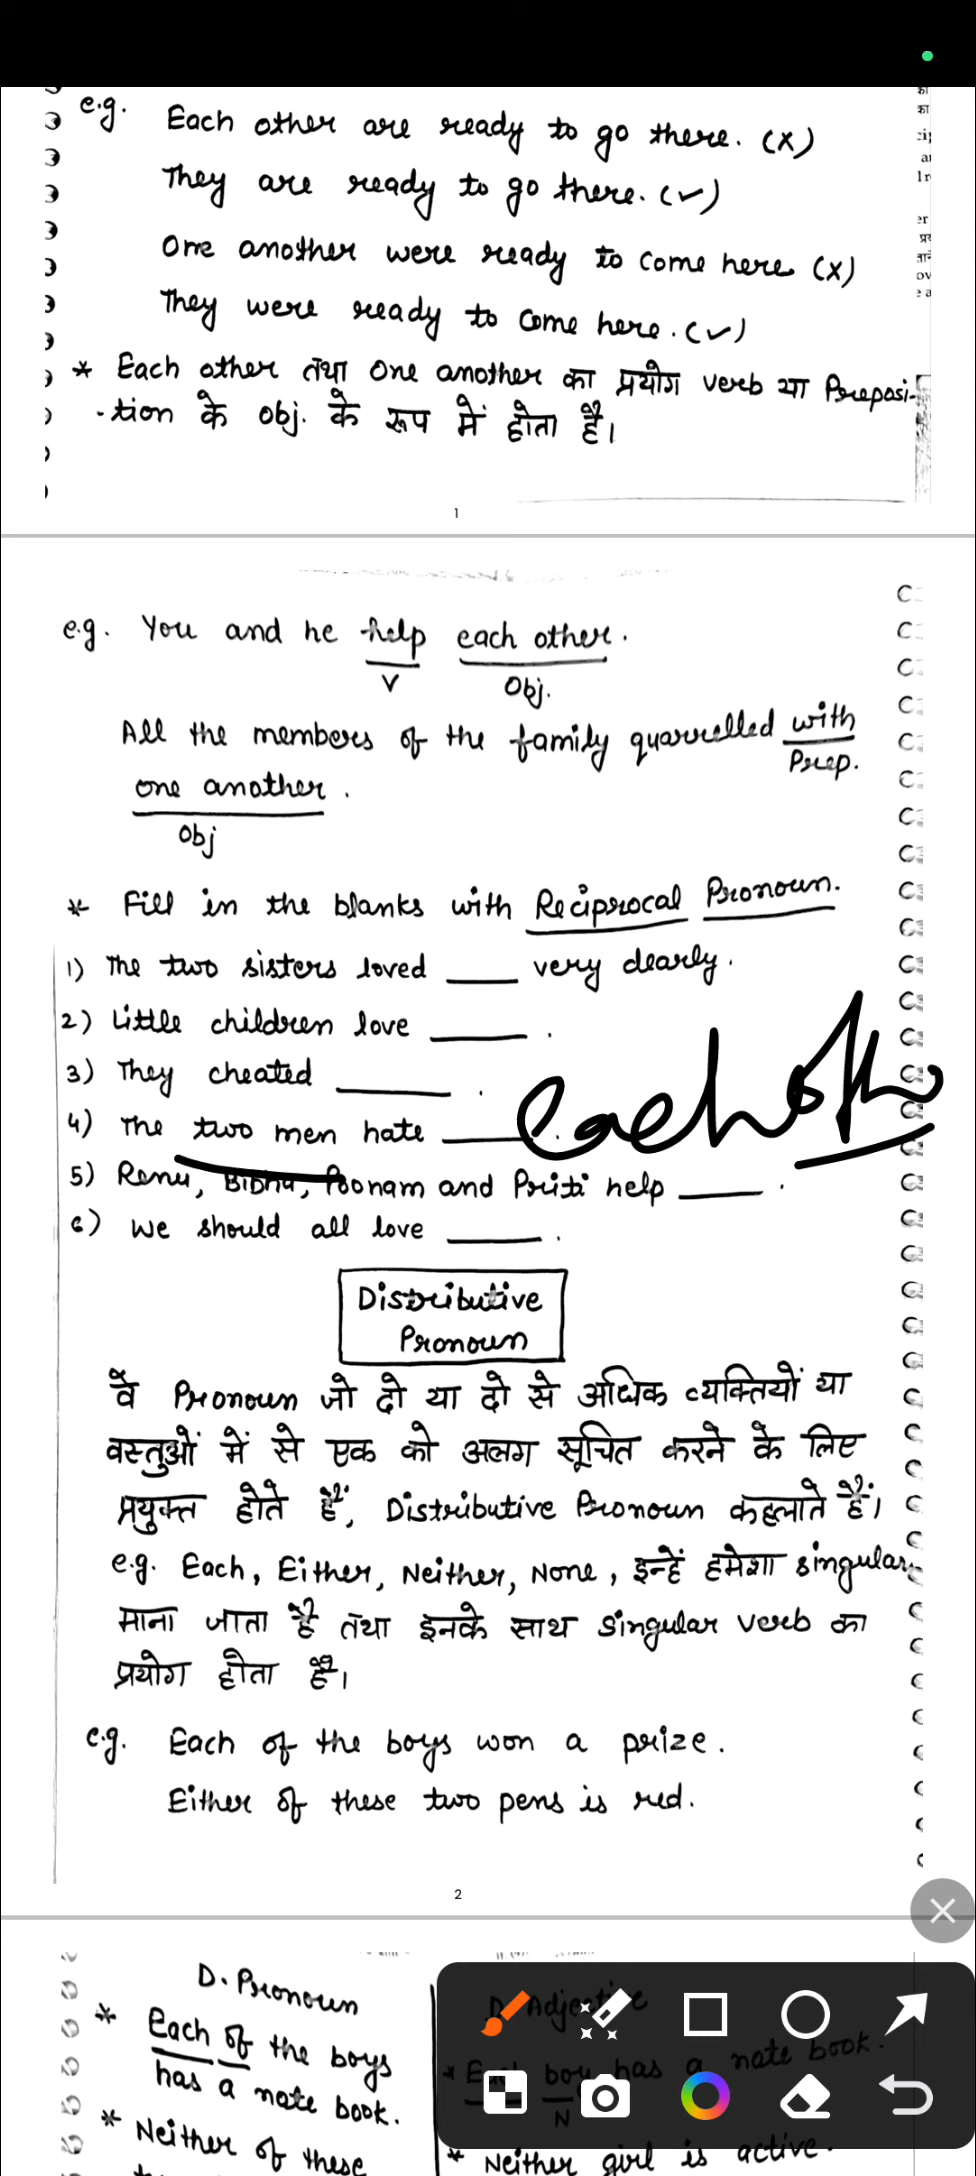 e.g. Each other are ready to go there. (x)
They are ready to go there. (✓)
One another were ready to come here (x)
They were ready to come here. (✓)
* Each other तथा One another का प्रयोग verb या Preposi-
-tion के obj. के रूप में होता है।
1
e.g. You and he help each other.
V Obj.
All the members of the family quarrelled with
Prep.
one another.
Obj
* Fill in the blanks with Reciprocal Pronoun.
1) The two sisters loved ____ very dearly.
2) Little children love ____.
3) They cheated ____.
4) The two men hate ____.
each oth
5) Renu, Bidhu, Poonam and Priti help ____.
6) We should all love ____.
Distributive
Pronoun
वे Pronoun जो दो या दो से अधिक व्यक्तियों या
वस्तुओं में से एक को अलग सूचित करने के लिए
प्रयुक्त होते हैं, Distributive Pronoun कहलाते हैं।
e.g. Each, Either, Neither, None, इन्हें हमेशा singular
माना जाता है तथा इनके साथ singular verb का
प्रयोग होता है।
e.g. Each of the boys won a prize.
Either of these two pens is red.
2
D. Pronoun
* Each of the boys
has a note book.
* Neither of these
D. Adjective
* Each boy has a note book.
N
* Neither girl is active.